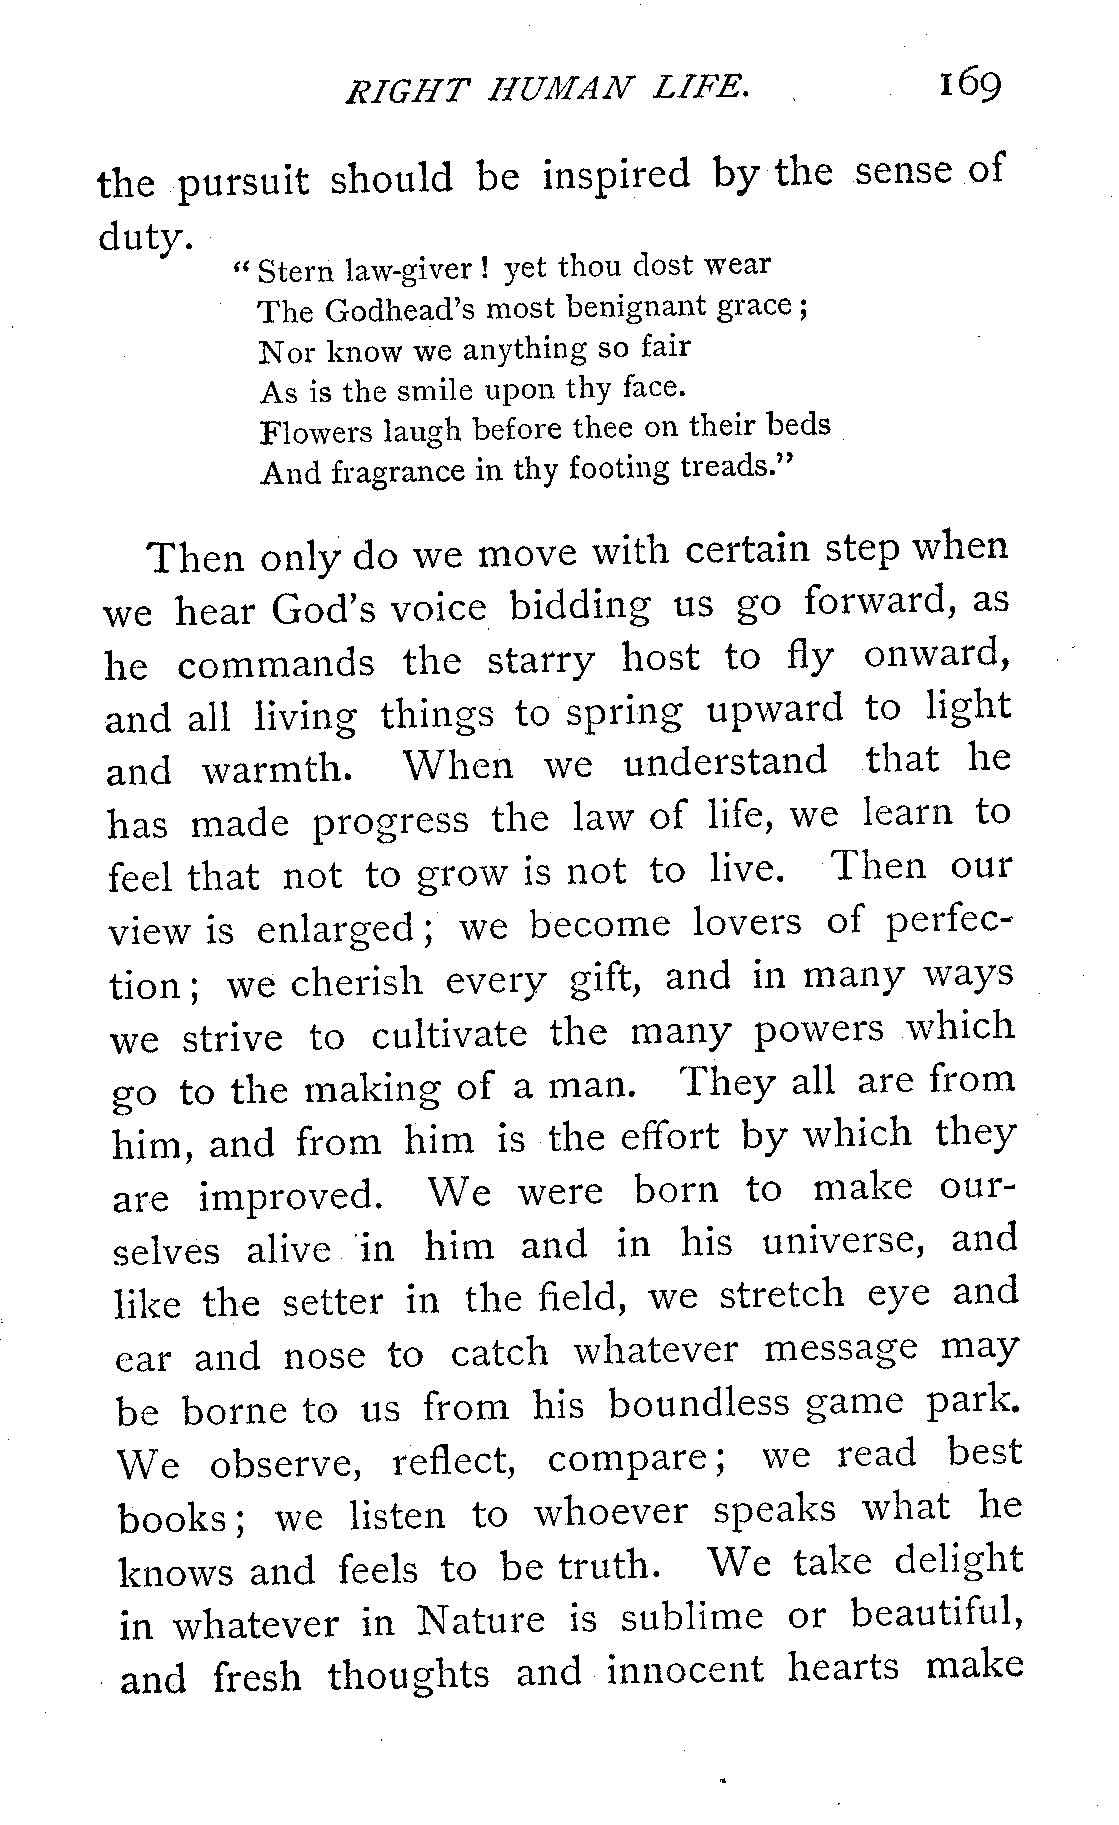 RIGHT HUMAN LIFE. 169
the pursuit should be inspired by the sense of
duty.
“ Stern law-giver ! yet thou dost wear
The Godhead’s most benignant grace ;
Nor know we anything so fair
As is the smile upon thy face.
Flowers laugh before thee on their beds
And fragrance in thy footing treads.”
Then only do we move with certain step when
we hear God’s voice bidding us go forward, as
he commands the starry host to fly onward,
and all living things to spring upward to light
and warmth. When we understand that he
has made progress the law of life, we learn to
feel that not to grow is not to live. Then our
view is enlarged ; we become lovers of perfec-
tion ; we cherish every gift, and in many ways
we strive to cultivate the many powers which
go to the making of a man. They all are from
him, and from him is the effort by which they
are improved. We were born to make our-
selves alive in him and in his universe, and
like the setter in the field, we stretch eye and
ear and nose to catch whatever message may
be borne to us from his boundless game park.
We observe, reflect, compare ; we read best
books ; we listen to whoever speaks what he
knows and feels to be truth. We take delight
in whatever in Nature is sublime or beautiful,
and fresh thoughts and innocent hearts make